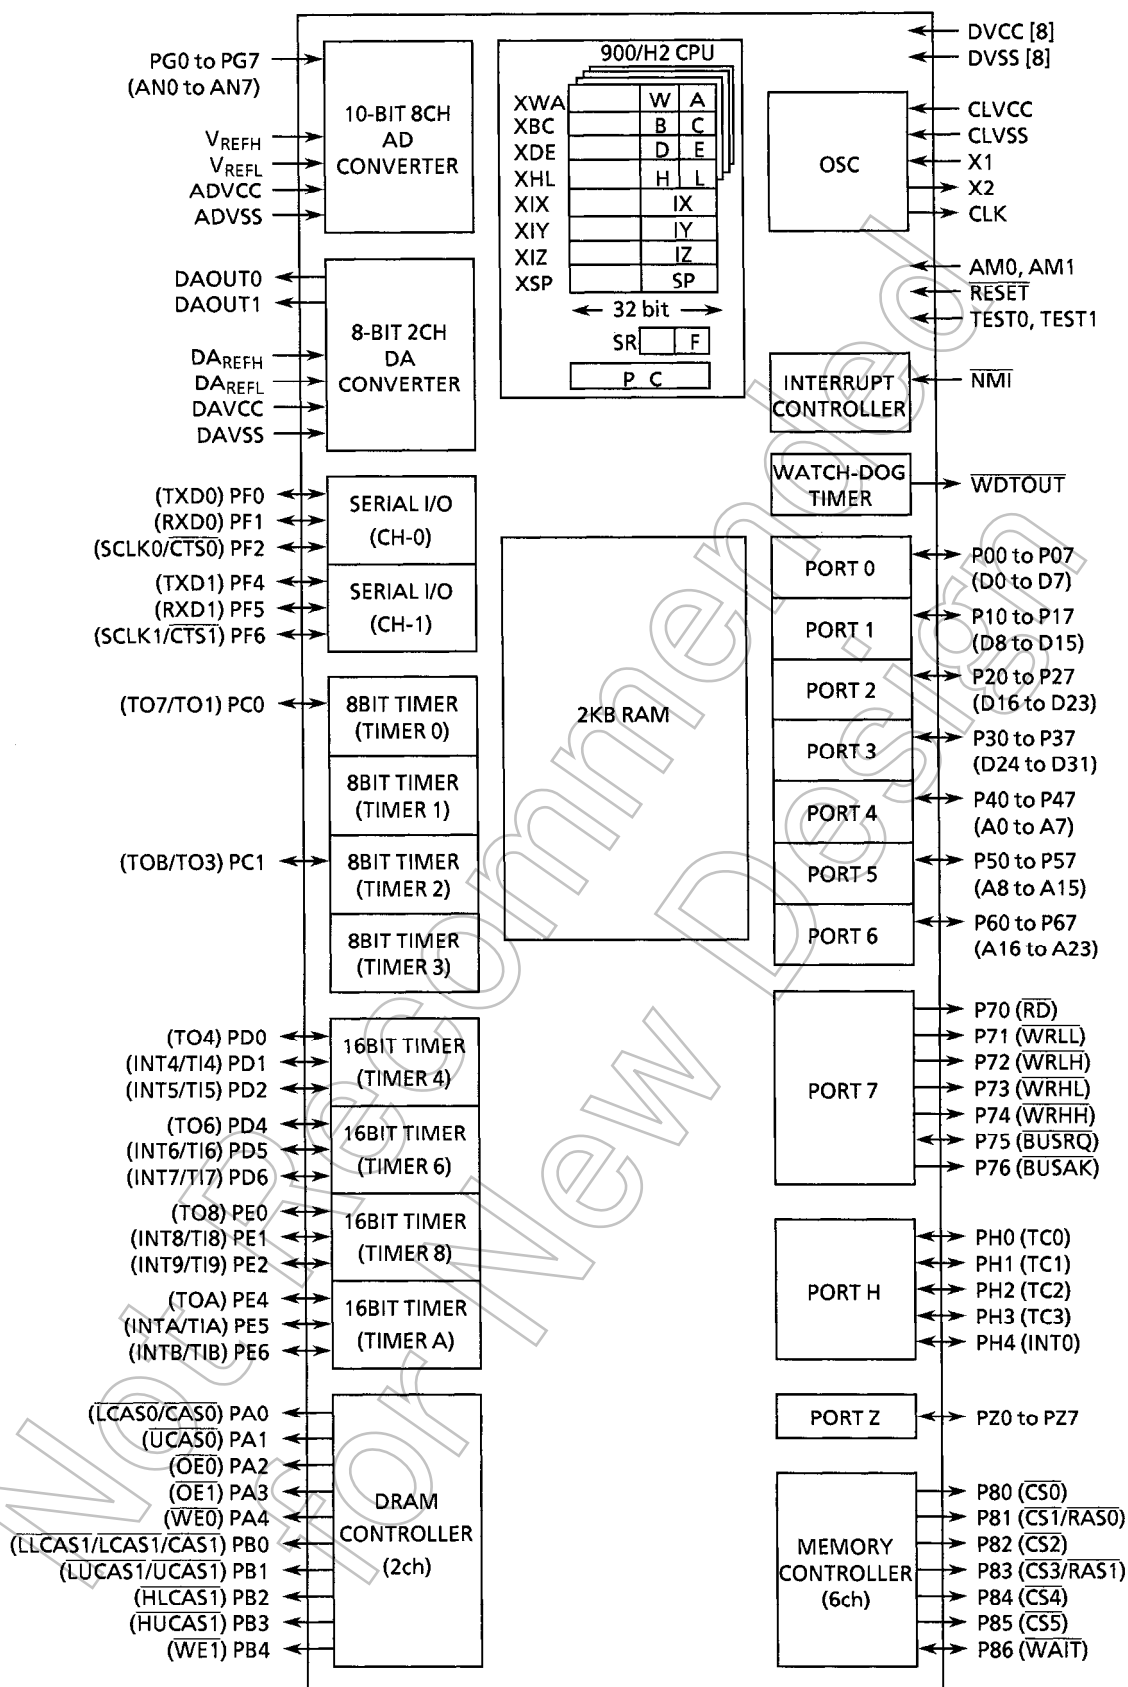 PG0 to PG7
(AN0 to AN7)
VREFH
VREFL
ADVCC
ADVSS
10-BIT 8CH
AD
CONVERTER
DAOUT0
DAOUT1
DAREFH
DAREFL
DAVCC
DAVSS
8-BIT 2CH
DA
CONVERTER
(TXD0) PF0
(RXD0) PF1
(SCLK0/CTS0) PF2
SERIAL I/O
(CH-0)
(TXD1) PF4
(RXD1) PF5
(SCLK1/CTS1) PF6
SERIAL I/O
(CH-1)
(TO7/TO1) PC0
8BIT TIMER
(TIMER 0)
8BIT TIMER
(TIMER 1)
(TOB/TO3) PC1
8BIT TIMER
(TIMER 2)
8BIT TIMER
(TIMER 3)
(TO4) PD0
(INT4/TI4) PD1
(INT5/TI5) PD2
16BIT TIMER
(TIMER 4)
(TO6) PD4
(INT6/TI6) PD5
(INT7/TI7) PD6
16BIT TIMER
(TIMER 6)
(TO8) PE0
(INT8/TI8) PE1
(INT9/TI9) PE2
16BIT TIMER
(TIMER 8)
(TOA) PE4
(INTA/TIA) PE5
(INTB/TIB) PE6
16BIT TIMER
(TIMER A)
(LCAS0/CAS0) PA0
(UCAS0) PA1
(OE0) PA2
(OE1) PA3
(WE0) PA4
(LLCAS1/LCAS1/CAS1) PB0
(LUCAS1/UCAS1) PB1
(HLCAS1) PB2
(HUCAS1) PB3
(WE1) PB4
DRAM
CONTROLLER
(2ch)
900/H2 CPU
XWA W A
XBC B C
XDE D E
XHL H L
XIX IX
XIY IY
XIZ IZ
XSP SP
32 bit
SR F
P C
2KB RAM
DVCC [8]
DVSS [8]
OSC
CLVCC
CLVSS
X1
X2
CLK
AM0, AM1
RESET
TEST0, TEST1
INTERRUPT
CONTROLLER
NMI
WATCH-DOG
TIMER
WDTOUT
PORT 0
P00 to P07
(D0 to D7)
PORT 1
P10 to P17
(D8 to D15)
PORT 2
P20 to P27
(D16 to D23)
PORT 3
P30 to P37
(D24 to D31)
PORT 4
P40 to P47
(A0 to A7)
PORT 5
P50 to P57
(A8 to A15)
PORT 6
P60 to P67
(A16 to A23)
PORT 7
P70 (RD)
P71 (WRLL)
P72 (WRLH)
P73 (WRHL)
P74 (WRHH)
P75 (BUSRQ)
P76 (BUSAK)
PORT H
PH0 (TC0)
PH1 (TC1)
PH2 (TC2)
PH3 (TC3)
PH4 (INT0)
PORT Z
PZ0 to PZ7
MEMORY
CONTROLLER
(6ch)
P80 (CS0)
P81 (CS1/RAS0)
P82 (CS2)
P83 (CS3/RAS1)
P84 (CS4)
P85 (CS5)
P86 (WAIT)
Not Recommended
for New Design